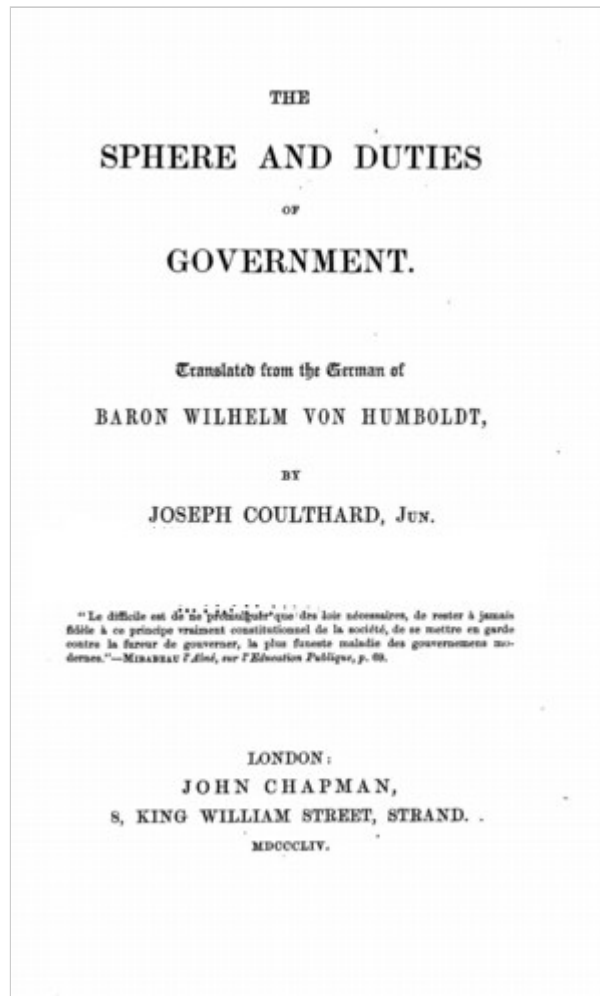 THE
SPHERE AND DUTIES
OF
GOVERNMENT.
Translated from the German of
BARON WILHELM VON HUMBOLDT,
BY
JOSEPH COULTHARD, JUN.
"Le difficile est de ne promulguer que des lois nécessaires, de rester à jamais
fidèle à ce principe vraiment constitutionnel de la société, de se mettre en garde
contre la fureur de gouverner, la plus funeste maladie des gouvernemens mo-
dernes."—MIRABEAU l'Aîné, sur l'Education Publique, p. 69.
LONDON:
JOHN CHAPMAN,
8, KING WILLIAM STREET, STRAND.
MDCCCLIV.